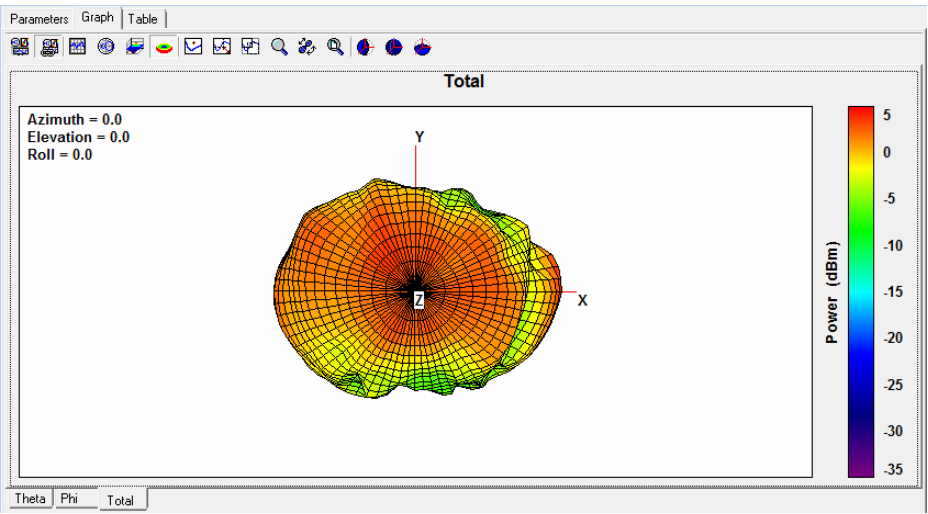 Parameters Graph Table
Total
Azimuth = 0.0
Elevation = 0.0
Roll = 0.0
Y
Z
X
5
0
-5
-10
-15
-20
-25
-30
-35
Power (dBm)
Theta Phi Total